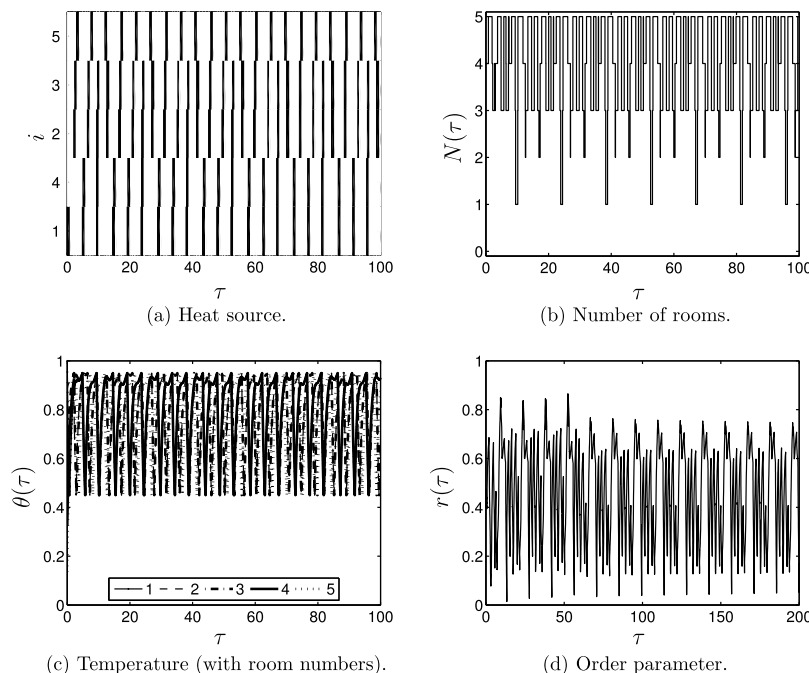 5
3
2
4
1
i
0 20 40 60 80 100
τ
(a) Heat source.
5
4
3
2
1
0
N(τ)
0 20 40 60 80 100
τ
(b) Number of rooms.
1
0.8
0.6
0.4
0.2
0
θ(τ)
1 2 3 4 5
0 20 40 60 80 100
τ
(c) Temperature (with room numbers).
1
0.8
0.6
0.4
0.2
0
r(τ)
0 50 100 150 200
τ
(d) Order parameter.